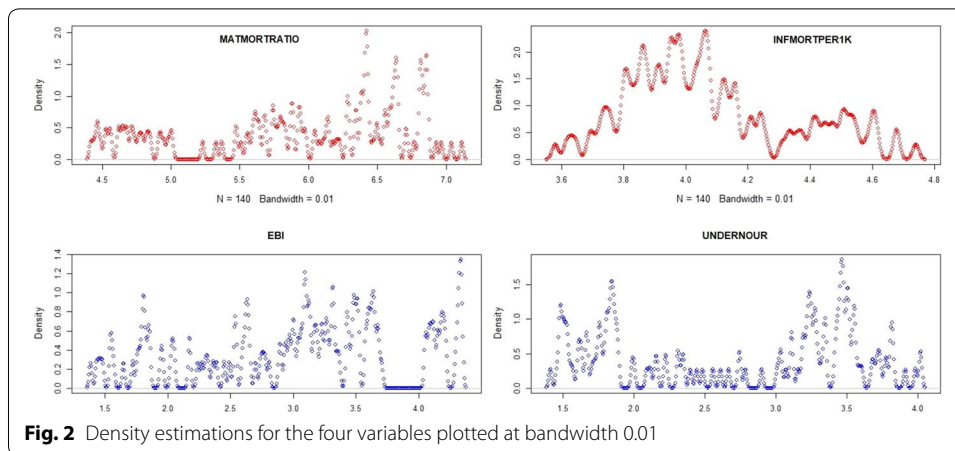 MATMORTRATIO
Density
0.0 0.5 1.0 1.5 2.0
4.5 5.0 5.5 6.0 6.5 7.0
N = 140 Bandwidth = 0.01
INFMORTPER1K
Density
0.0 0.5 1.0 1.5 2.0
3.6 3.8 4.0 4.2 4.4 4.6 4.8
N = 140 Bandwidth = 0.01
EBI
Density
0.0 0.2 0.4 0.6 0.8 1.0 1.2 1.4
1.5 2.0 2.5 3.0 3.5 4.0
UNDERNOUR
Density
0.0 0.5 1.0 1.5
1.5 2.0 2.5 3.0 3.5 4.0
Fig. 2 Density estimations for the four variables plotted at bandwidth 0.01